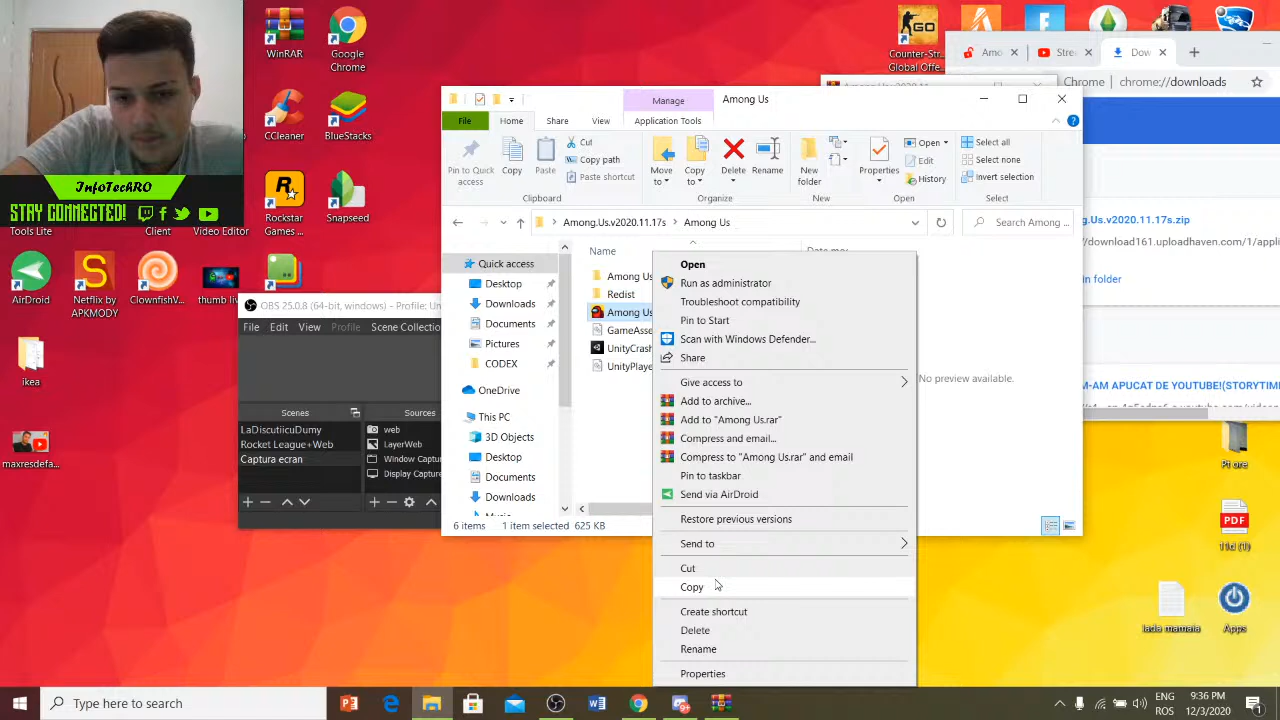 WinRAR
Google
Chrome
CCleaner
BlueStacks
Rockstar
Games ...
Snapseed
InfoTechRO
STAY CONNECTED!
Tools Lite
Client
Video Editor
AirDroid
Netflix by
APKMODY
ClownfishV...
thumb liv
ikea
maxresdefa...
Counter-Str...
Global Offe...
OBS 25.0.8 (64-bit, windows) - Profile: Un
File
Edit
View
Profile
Scene Collectio
Scenes
Sources
LaDiscutiicuDumy
Rocket League+Web
Captura ecran
web
LayerWeb
Window Captur
Display Captur
Manage
Among Us
File
Home
Share
View
Application Tools
Pin to Quick
access
Copy
Paste
Cut
Copy path
Paste shortcut
Clipboard
Move
to
Copy
to
Delete
Rename
Organize
New
folder
New
Properties
Open
Edit
History
Open
Select all
Select none
Invert selection
Select
Among.Us.v2020.11.17s
Among Us
Search Among ...
Quick access
Desktop
Downloads
Documents
Pictures
CODEX
OneDrive
This PC
3D Objects
Desktop
Documents
Downloads
Name
Among Us
Redist
Among Us
GameAsse
UnityCrash
UnityPlaye
No preview available.
6 items
1 item selected
625 KB
Open
Run as administrator
Troubleshoot compatibility
Pin to Start
Scan with Windows Defender...
Share
Give access to
Add to archive...
Add to "Among Us.rar"
Compress and email...
Compress to "Among Us.rar" and email
Pin to taskbar
Send via AirDroid
Restore previous versions
Send to
Cut
Copy
Create shortcut
Delete
Rename
Properties
Amo
Stre
Dow
Chrome
chrome://downloads
ng.Us.v2020.11.17s.zip
//download161.uploadhaven.com/1/appli
in folder
M-AM APUCAT DE YOUTUBE!(STORYTIM
Pt ore
PDF
11d (1)
lada mamaia
Apps
Type here to search
ENG
ROS
9:36 PM
12/3/2020